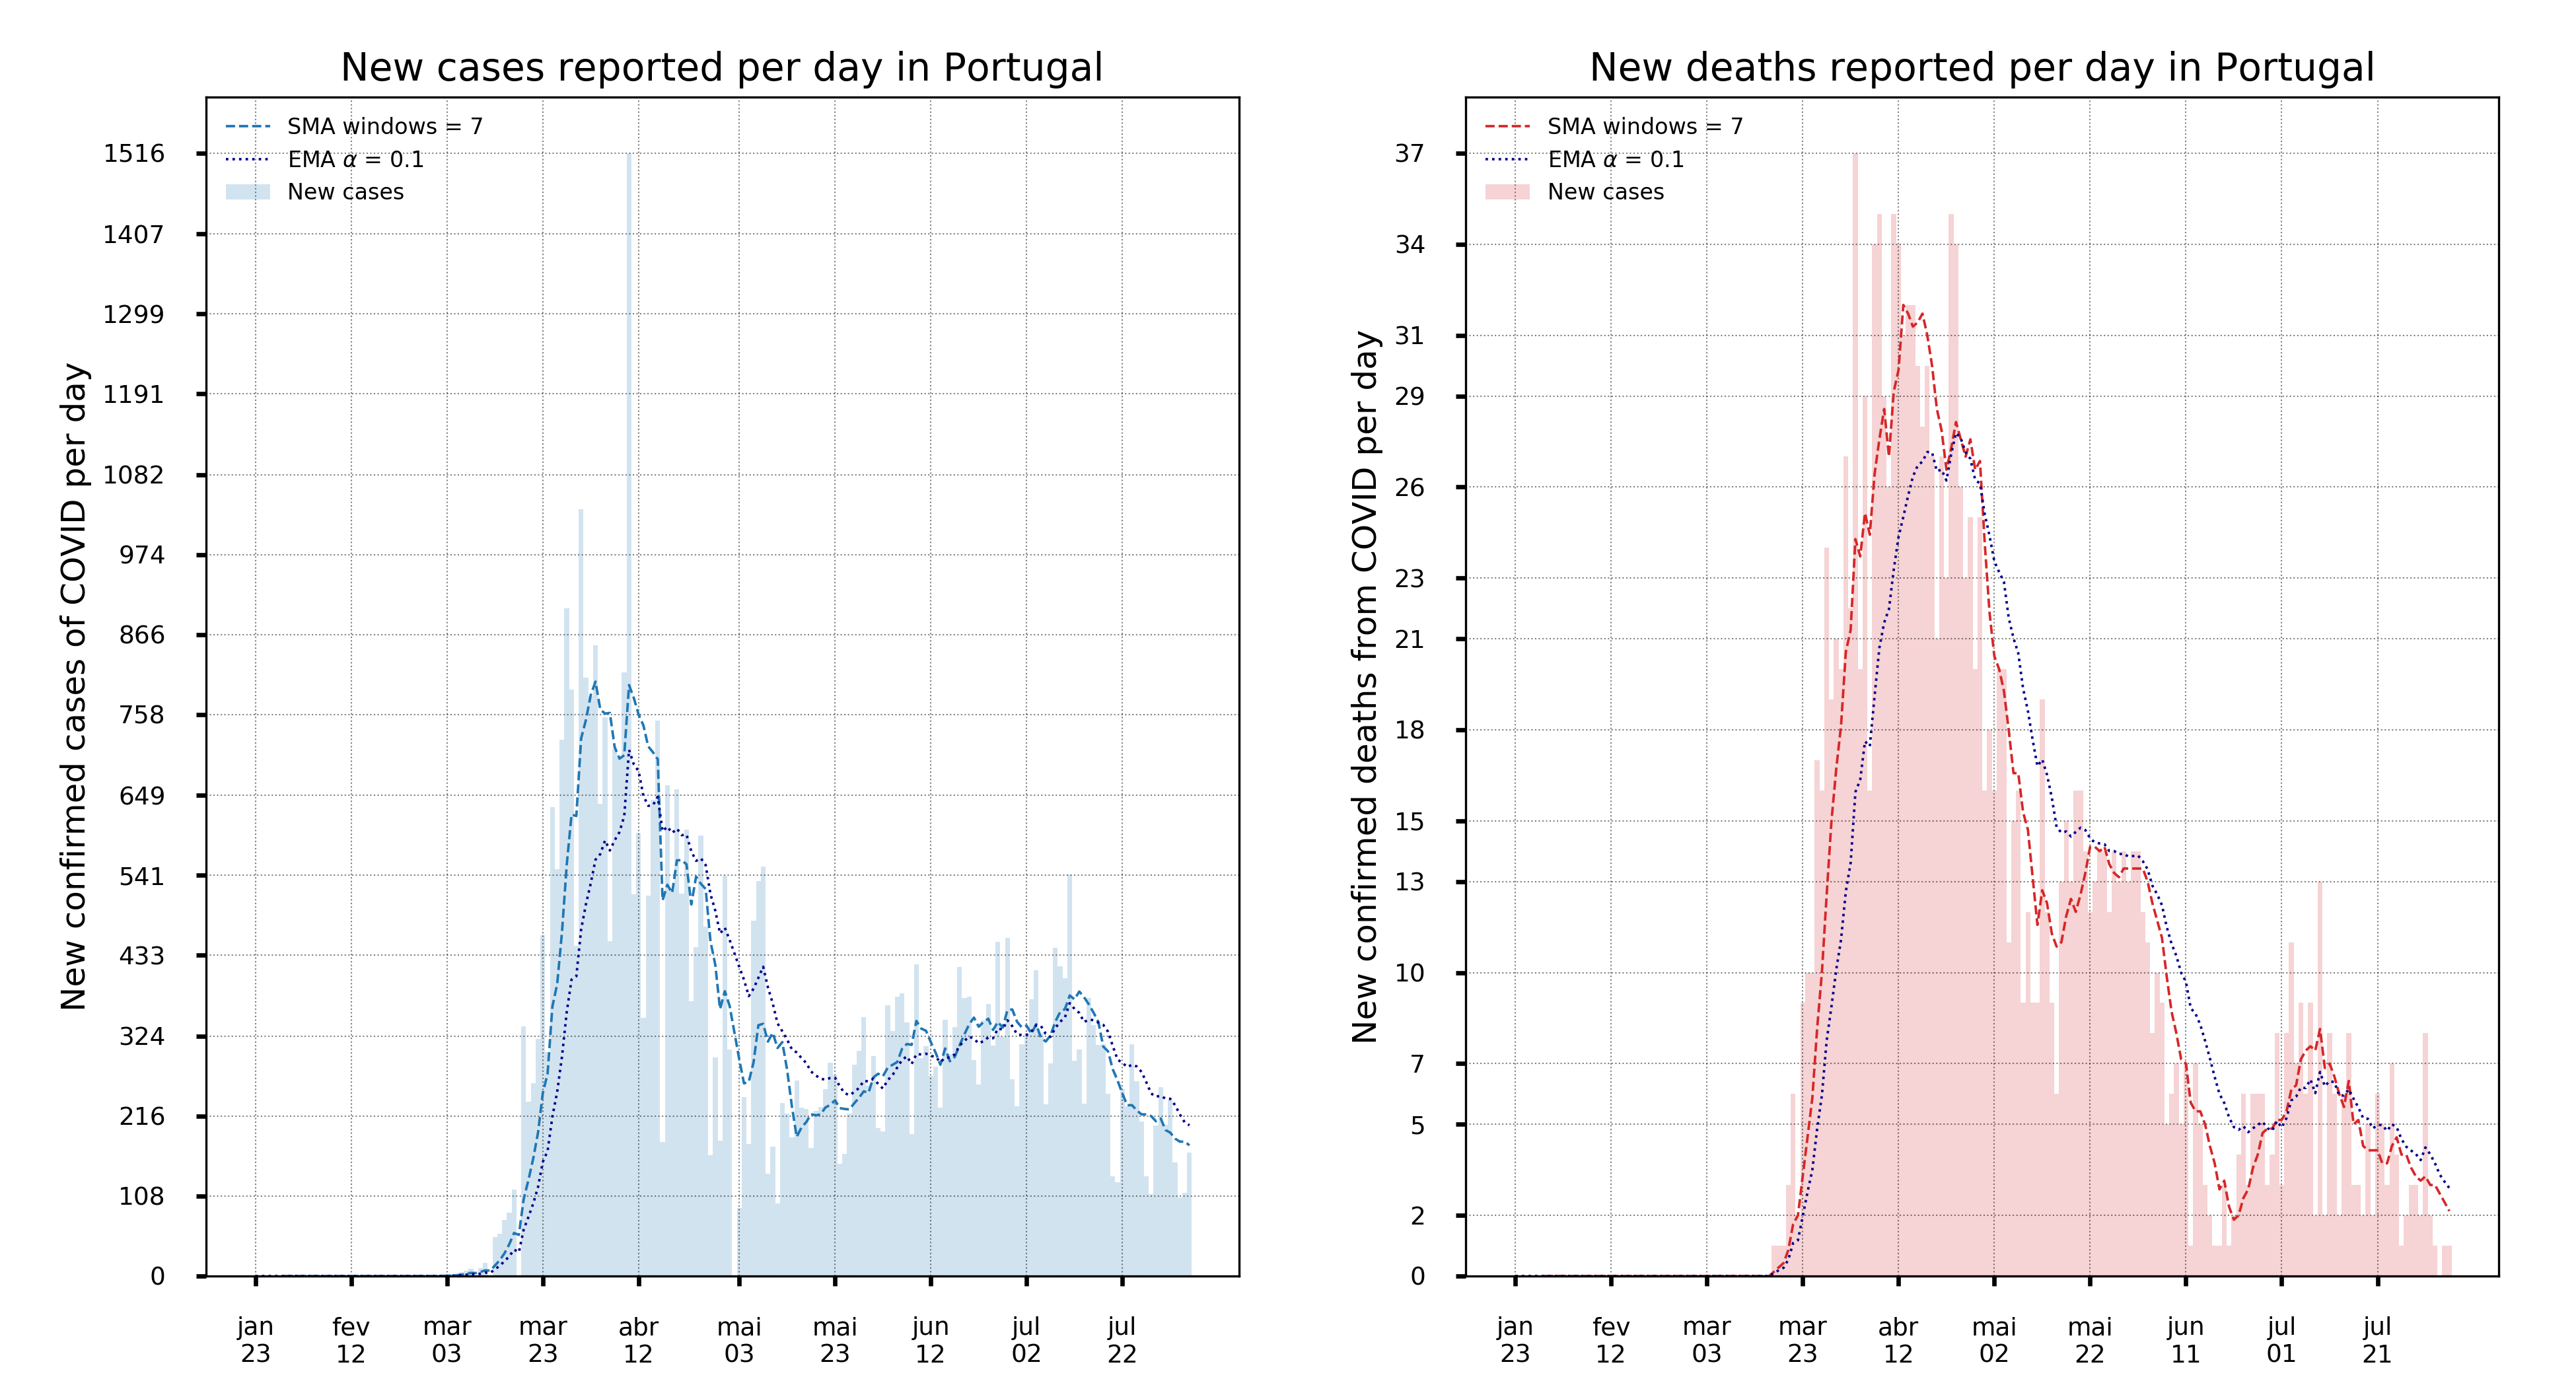 New cases reported per day in Portugal
SMA windows = 7
EMA α = 0.1
New cases
New confirmed cases of COVID per day
1516
1407
1299
1191
1082
974
866
758
649
541
433
324
216
108
0
jan 23
fev 12
mar 03
mar 23
abr 12
mai 03
mai 23
jun 12
jul 02
jul 22
New deaths reported per day in Portugal
SMA windows = 7
EMA α = 0.1
New cases
New confirmed deaths from COVID per day
37
34
31
29
26
23
21
18
15
13
10
7
5
2
0
jan 23
fev 12
mar 03
mar 23
abr 12
mai 02
mai 22
jun 11
jul 01
jul 21